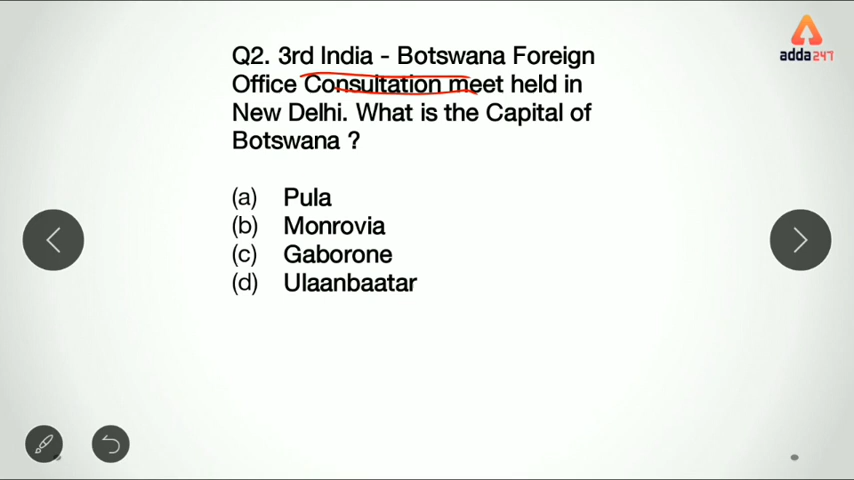 Q2. 3rd India - Botswana Foreign
Office Consultation meet held in
New Delhi. What is the Capital of
Botswana ?
(a) Pula
(b) Monrovia
(c) Gaborone
(d) Ulaanbaatar
adda247